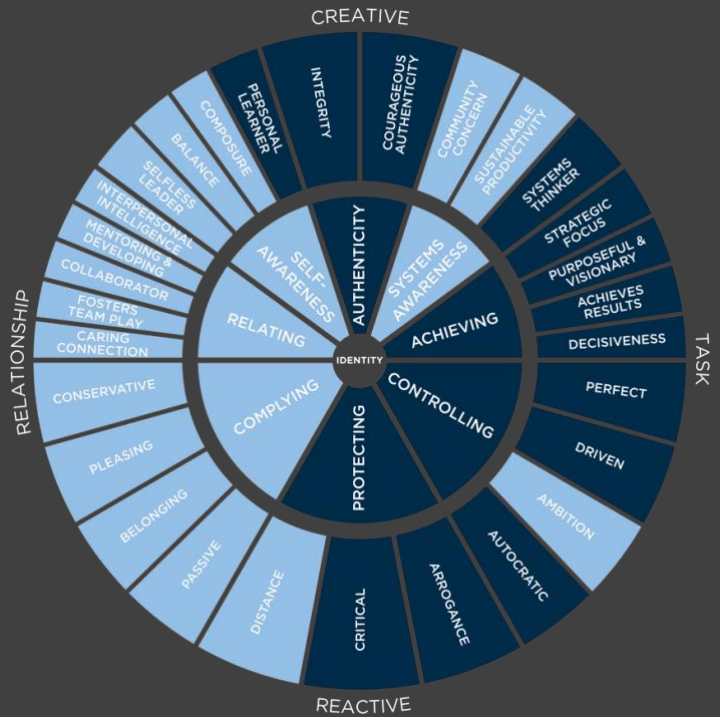 CREATIVE
PERSONAL
LEARNER
INTEGRITY
COURAGEOUS
AUTHENTICITY
COMMUNITY
CONCERN
SUSTAINABLE
PRODUCTIVITY
SYSTEMS
THINKER
STRATEGIC
FOCUS
PURPOSEFUL &
VISIONARY
ACHIEVES
RESULTS
DECISIVENESS
TASK
PERFECT
DRIVEN
AMBITION
AUTOCRATIC
ARROGANCE
CRITICAL
REACTIVE
DISTANCE
PASSIVE
BELONGING
PLEASING
CONSERVATIVE
RELATIONSHIP
CARING
CONNECTION
FOSTERS
TEAM PLAY
COLLABORATOR
MENTORING &
DEVELOPING
INTERPERSONAL
INTELLIGENCE
SELFLESS
LEADER
BALANCE
COMPOSURE
SELF-
AWARENESS
AUTHENTICITY
SYSTEMS
AWARENESS
ACHIEVING
CONTROLLING
PROTECTING
COMPLYING
RELATING
IDENTITY